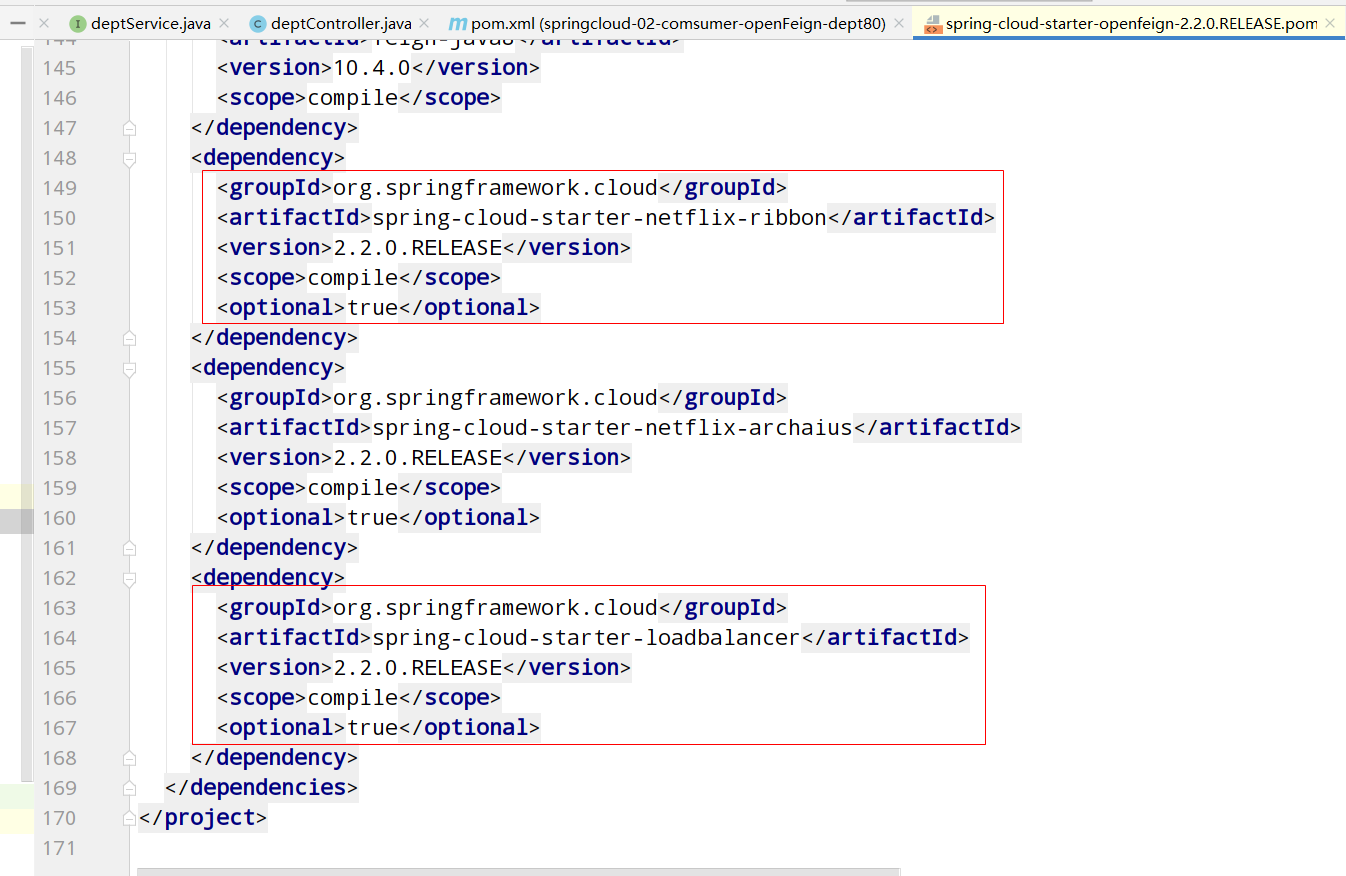 deptService.java deptController.java pom.xml (springcloud-02-comsumer-openFeign-dept80) spring-cloud-starter-openfeign-2.2.0.RELEASE.pom
144 <artifactId>feign-java8</artifactId>
145 <version>10.4.0</version>
146 <scope>compile</scope>
147 </dependency>
148 <dependency>
149 <groupId>org.springframework.cloud</groupId>
150 <artifactId>spring-cloud-starter-netflix-ribbon</artifactId>
151 <version>2.2.0.RELEASE</version>
152 <scope>compile</scope>
153 <optional>true</optional>
154 </dependency>
155 <dependency>
156 <groupId>org.springframework.cloud</groupId>
157 <artifactId>spring-cloud-starter-netflix-archaius</artifactId>
158 <version>2.2.0.RELEASE</version>
159 <scope>compile</scope>
160 <optional>true</optional>
161 </dependency>
162 <dependency>
163 <groupId>org.springframework.cloud</groupId>
164 <artifactId>spring-cloud-starter-loadbalancer</artifactId>
165 <version>2.2.0.RELEASE</version>
166 <scope>compile</scope>
167 <optional>true</optional>
168 </dependency>
169 </dependencies>
170 </project>
171